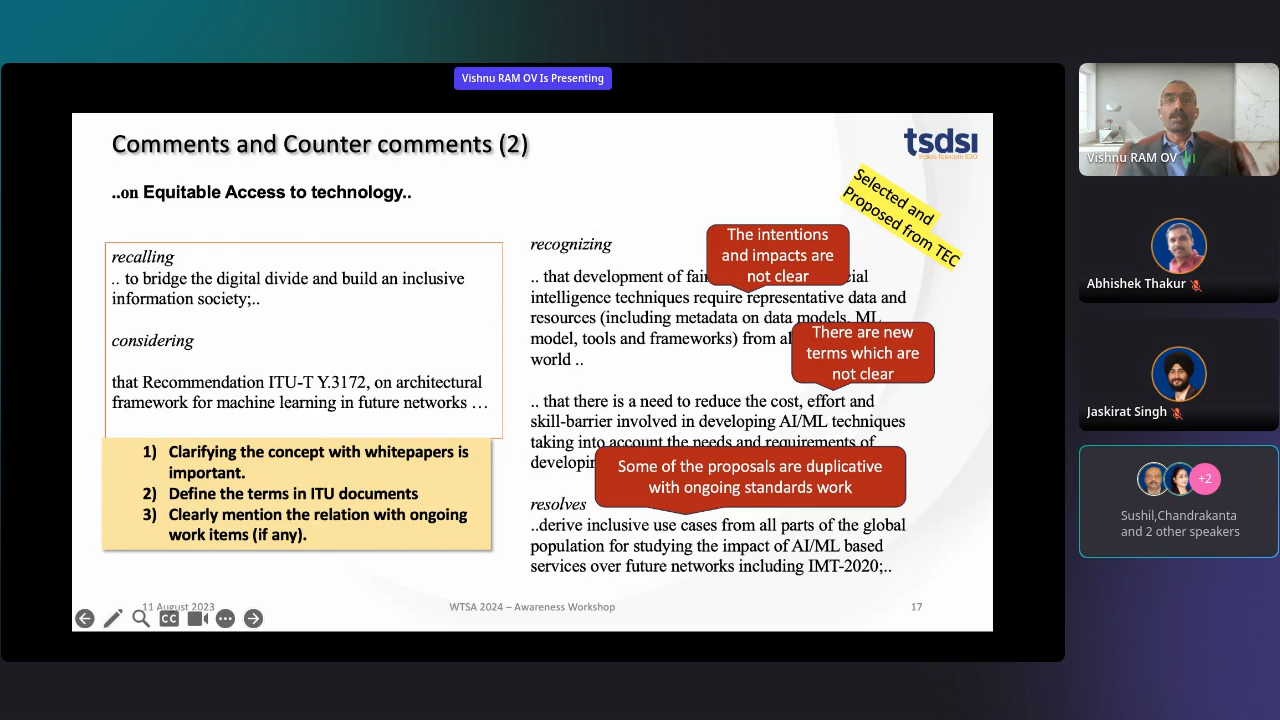 Vishnu RAM OV Is Presenting
Comments and Counter comments (2)
tsdsi
India's Telecom SDO
..on Equitable Access to technology..
Selected and
Proposed from TEC
recalling
.. to bridge the digital divide and build an inclusive
information society;..
considering
that Recommendation ITU-T Y.3172, on architectural
framework for machine learning in future networks …
1) Clarifying the concept with whitepapers is
important.
2) Define the terms in ITU documents
3) Clearly mention the relation with ongoing
work items (if any).
recognizing
The intentions
and impacts are
not clear
.. that development of fair
intelligence techniques require representative data and
resources (including metadata on data models, ML
model, tools and frameworks) from al
world ..
There are new
terms which are
not clear
.. that there is a need to reduce the cost, effort and
skill-barrier involved in developing AI/ML techniques
taking into account the needs and requirements of
developin
Some of the proposals are duplicative
with ongoing standards work
resolves
..derive inclusive use cases from all parts of the global
population for studying the impact of AI/ML based
services over future networks including IMT-2020;..
11 August 2023
WTSA 2024 – Awareness Workshop
17
CC
Vishnu RAM OV
Abhishek Thakur
Jaskirat Singh
+2
Sushil,Chandrakanta
and 2 other speakers